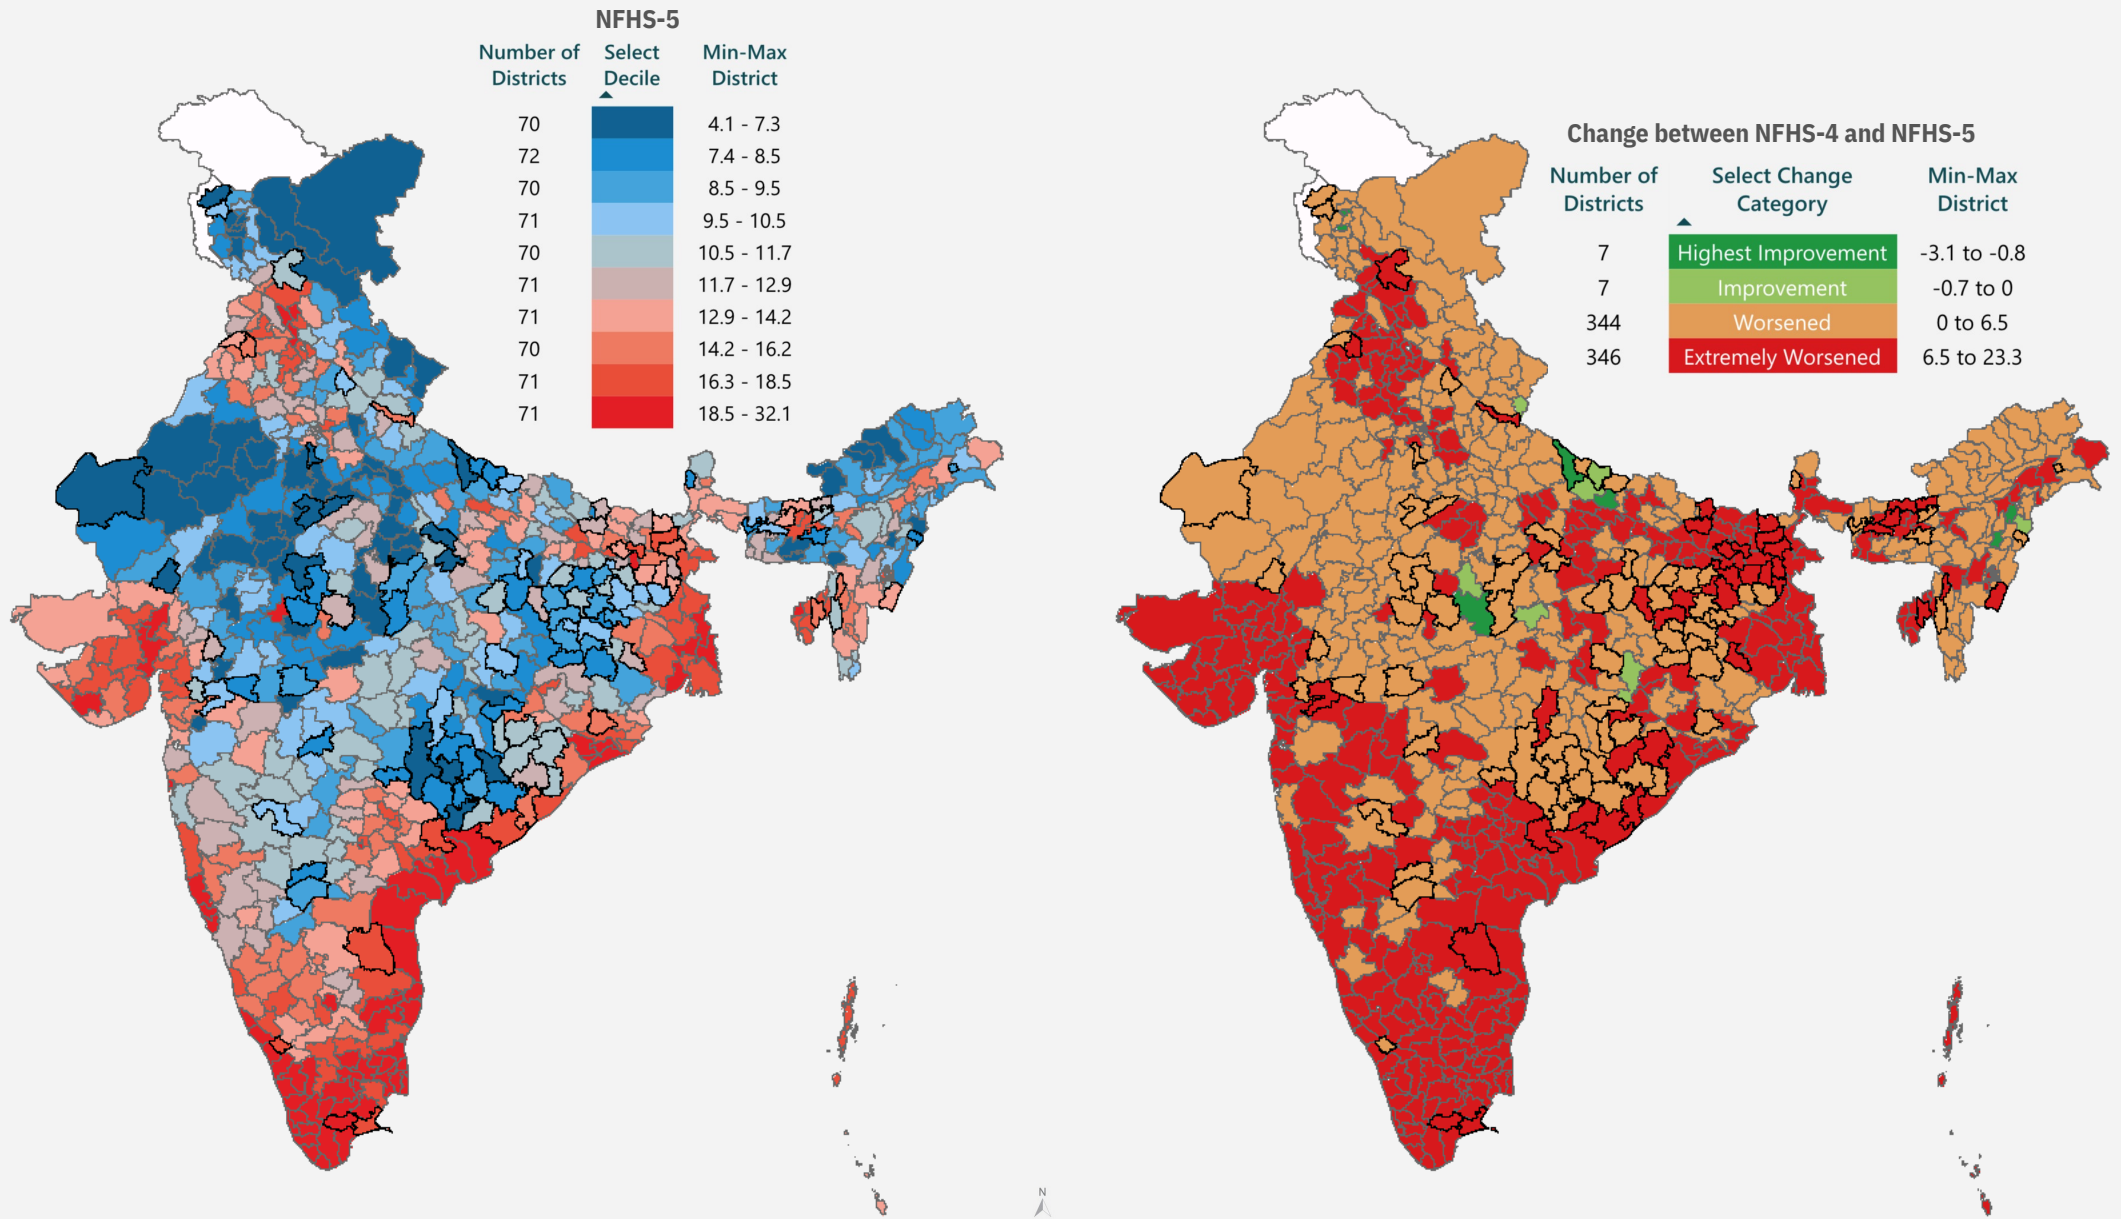 NFHS-5
Number of Districts Select Decile Min-Max District
70 4.1 - 7.3
72 7.4 - 8.5
70 8.5 - 9.5
71 9.5 - 10.5
70 10.5 - 11.7
71 11.7 - 12.9
71 12.9 - 14.2
70 14.2 - 16.2
71 16.3 - 18.5
71 18.5 - 32.1
Change between NFHS-4 and NFHS-5
Number of Districts Select Change Category Min-Max District
7 Highest Improvement -3.1 to -0.8
7 Improvement -0.7 to 0
344 Worsened 0 to 6.5
346 Extremely Worsened 6.5 to 23.3
N